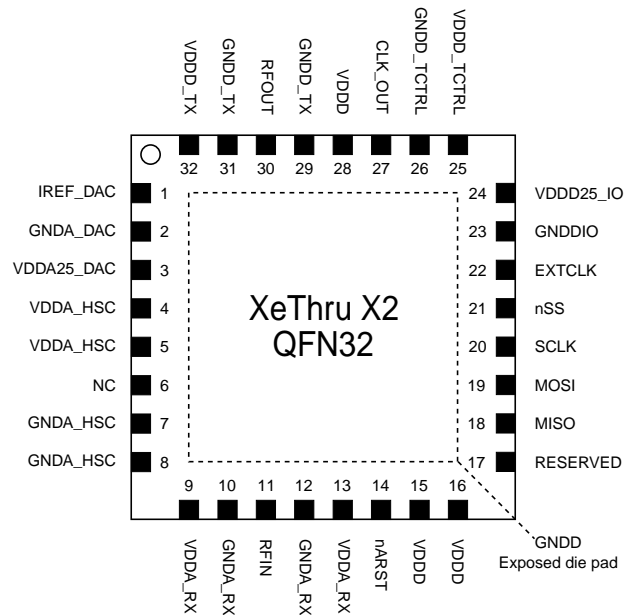 VDDD_TX
GNDD_TX
RFOUT
GNDD_TX
VDDD
CLK_OUT
GNDD_TCTRL
VDDD_TCTRL
32 31 30 29 28 27 26 25
IREF_DAC 1
GNDA_DAC 2
VDDA25_DAC 3
VDDA_HSC 4
VDDA_HSC 5
NC 6
GNDA_HSC 7
GNDA_HSC 8
XeThru X2
QFN32
24 VDDD25_IO
23 GNDDIO
22 EXTCLK
21 nSS
20 SCLK
19 MOSI
18 MISO
17 RESERVED
9 10 11 12 13 14 15 16
VDDA_RX
GNDA_RX
RFIN
GNDA_RX
VDDA_RX
nARST
VDDD
VDDD
GNDD
Exposed die pad